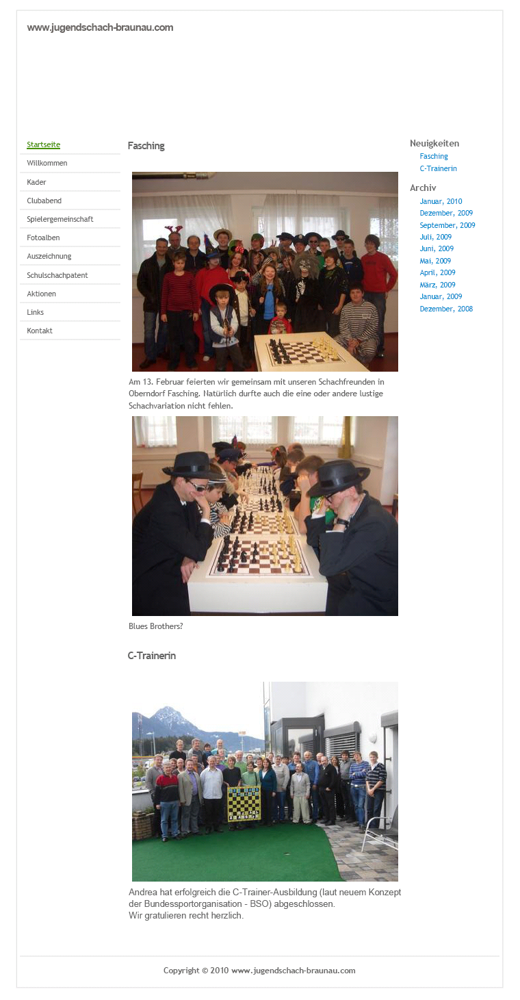 www.jugendschach-braunau.com
Startseite
Willkommen
Kader
Clubabend
Spielergemeinschaft
Fotoalben
Auszeichnung
Schulschachpatent
Aktionen
Links
Kontakt
Fasching
Am 13. Februar feierten wir gemeinsam mit unseren Schachfreunden in
Oberndorf Fasching. Natürlich durfte auch die eine oder andere lustige
Schachvariation nicht fehlen.
Blues Brothers?
C-Trainerin
Andrea hat erfolgreich die C-Trainer-Ausbildung (laut neuem Konzept
der Bundessportorganisation - BSO) abgeschlossen.
Wir gratulieren recht herzlich.
Neuigkeiten
Fasching
C-Trainerin
Archiv
Januar, 2010
Dezember, 2009
September, 2009
Juli, 2009
Juni, 2009
Mai, 2009
April, 2009
März, 2009
Januar, 2009
Dezember, 2008
Copyright © 2010 www.jugendschach-braunau.com